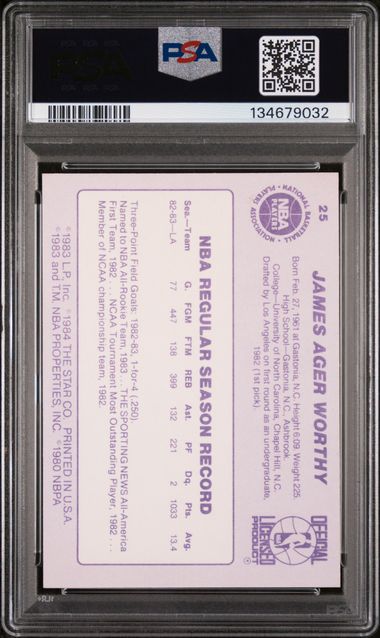 PSA
PSA
134679032
25
JAMES AGER WORTHY
Born Feb. 27, 1961 at Gastonia, N.C. Height 6:09 Weight 225.
High School—Gastonia, N.C., Ashbrook.
College—University of North Carolina, Chapel Hill, N.C.
Drafted by Los Angeles on first round as an undergraduate,
1982 (1st pick).
NATIONAL BASKETBALL
NBA
PLAYERS
PLAYERS ASSOCIATION
OFFICIAL
LICENSED
PRODUCT
NBA REGULAR SEASON RECORD
Sea.—Team G. FGM FTM REB Ast. PF Dq. Pts. Avg.
82-83—LA 77 447 138 399 132 221 2 1033 13.4
Three-Point Field Goals: 1982-83, 1-for-4 (.250).
Named to NBA All-Rookie Team, 1983 . . . THE SPORTING NEWS All-America
First Team, 1982 . . . NCAA Tournament Most Outstanding Player, 1982 . . .
Member of NCAA championship team, 1982.
©1983 L.P. Inc. ©1984 THE STAR CO. PRINTED IN U.S.A.
©1983 and T.M. NBA PROPERTIES, INC. ©1980 NBPA